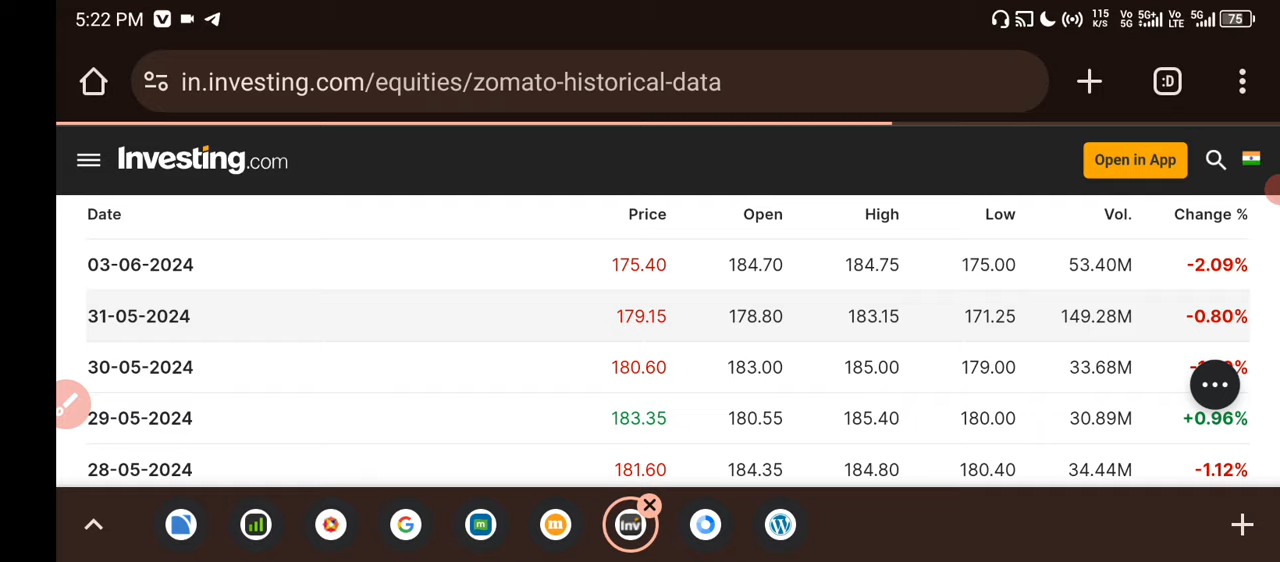 5:22 PM 115 K/S Vo 5G 5G+ Vo LTE 5G 75
in.investing.com/equities/zomato-historical-data :D
Investing.com Open in App
Date Price Open High Low Vol. Change %
03-06-2024 175.40 184.70 184.75 175.00 53.40M -2.09%
31-05-2024 179.15 178.80 183.15 171.25 149.28M -0.80%
30-05-2024 180.60 183.00 185.00 179.00 33.68M
29-05-2024 183.35 180.55 185.40 180.00 30.89M +0.96%
28-05-2024 181.60 184.35 184.80 180.40 34.44M -1.12%
G m m Inv W